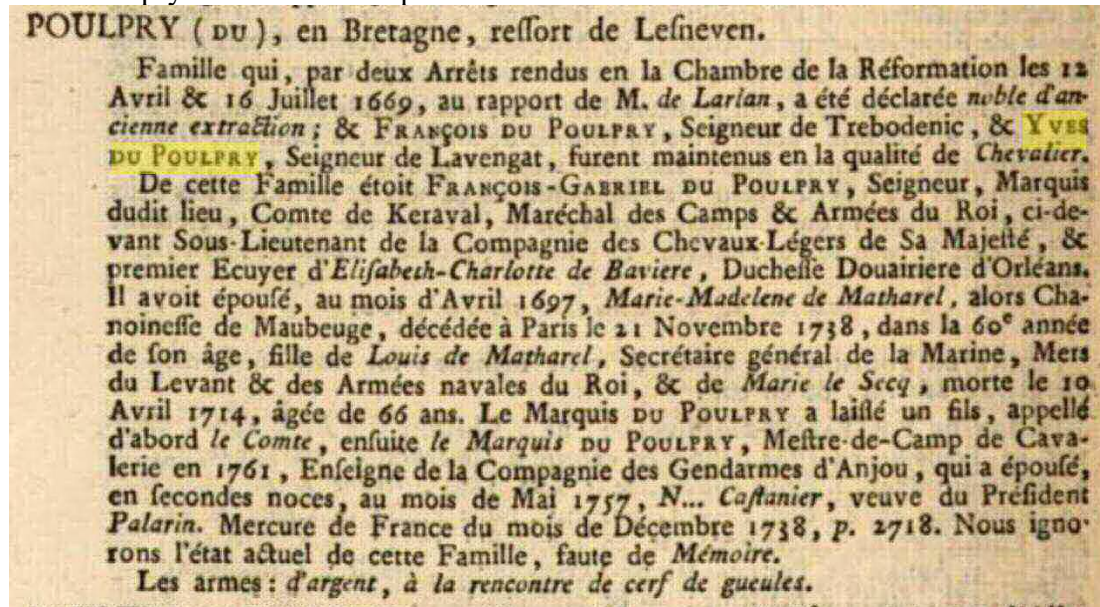 POULPRY (DU), en Bretagne, reſſort de Leſneven.
Famille qui, par deux Arrêts rendus en la Chambre de la Réformation les 12
Avril & 16 Juillet 1669, au rapport de M. de Larlan, a été déclarée noble d'an-
cienne extraction; & FRANÇOIS DU POULPRY, Seigneur de Trebodenic, & YVES
DU POULPRY, Seigneur de Lavengat, furent maintenus en la qualité de Chevalier.
De cette Famille étoit FRANÇOIS-GABRIEL DU POULPRY, Seigneur, Marquis
dudit lieu, Comte de Keraval, Maréchal des Camps & Armées du Roi, ci-de-
vant Sous-Lieutenant de la Compagnie des Chevaux-Légers de Sa Majeſté, &
premier Ecuyer d'Eliſabeth-Charlotte de Baviere, Ducheſſe Douairiere d'Orléans.
Il avoit épouſé, au mois d'Avril 1697, Marie-Madelene de Matharel, alors Cha-
noineſſe de Maubeuge, décédée à Paris le 21 Novembre 1738, dans la 60e année
de ſon âge, fille de Louis de Matharel, Secrétaire général de la Marine, Mers
du Levant & des Armées navales du Roi, & de Marie le Secq, morte le 10
Avril 1714, âgée de 66 ans. Le Marquis DU POULPRY a laiſſé un fils, appellé
d'abord le Comte, enſuite le Marquis DU POULPRY, Meſtre-de-Camp de Cava-
lerie en 1761, Enſeigne de la Compagnie des Gendarmes d'Anjou, qui a épouſé,
en ſecondes noces, au mois de Mai 1757, N... Caſtanier, veuve du Préſident
Palarin. Mercure de France du mois de Décembre 1738, p. 2718. Nous igno-
rons l'état actuel de cette Famille, faute de Mémoire.
Les armes: d'argent, à la rencontre de cerf de gueules.